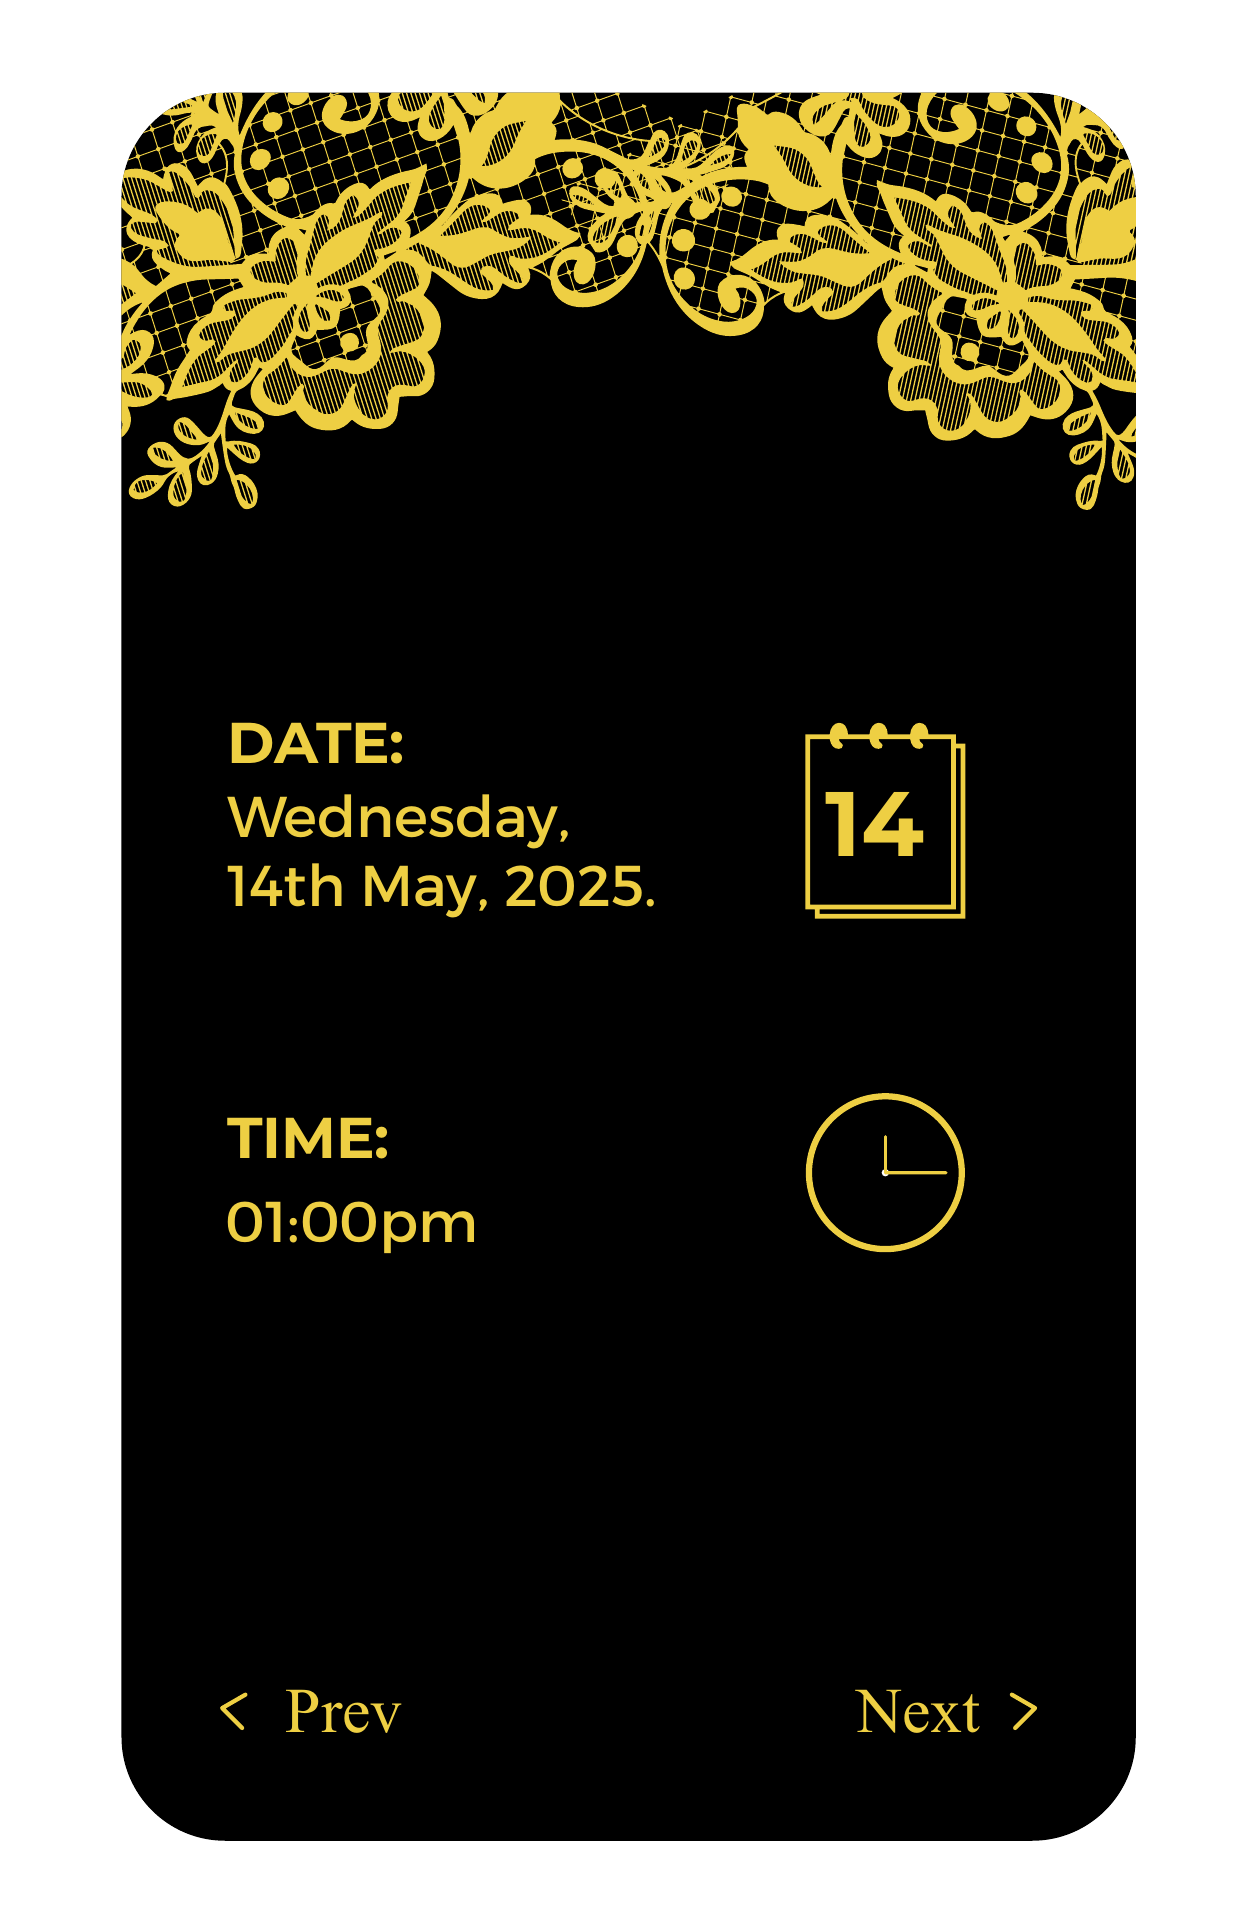 DATE:
Wednesday,
14th May, 2025.
14
TIME:
01:00pm
< Prev
Next >